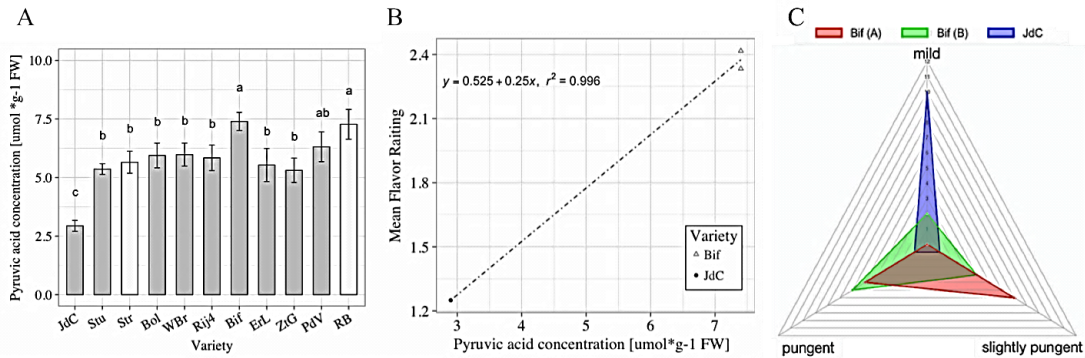 A
Pyruvic acid concentration [umol *g-1 FW]
10.0
7.5
5.0
2.5
0.0
c
b
b
b
b
b
a
b
b
ab
a
JdC
Stu
Str
Bol
WBr
Rij4
Bif
ErL
ZtG
PdV
RB
Variety
B
Mean Flavor Raiting
2.4
2.1
1.8
1.5
1.2
y = 0.525 + 0.25x, r² = 0.996
Variety
Bif
JdC
3
4
5
6
7
Pyruvic acid concentration [umol*g-1 FW]
C
Bif (A)
Bif (B)
JdC
mild
pungent
slightly pungent